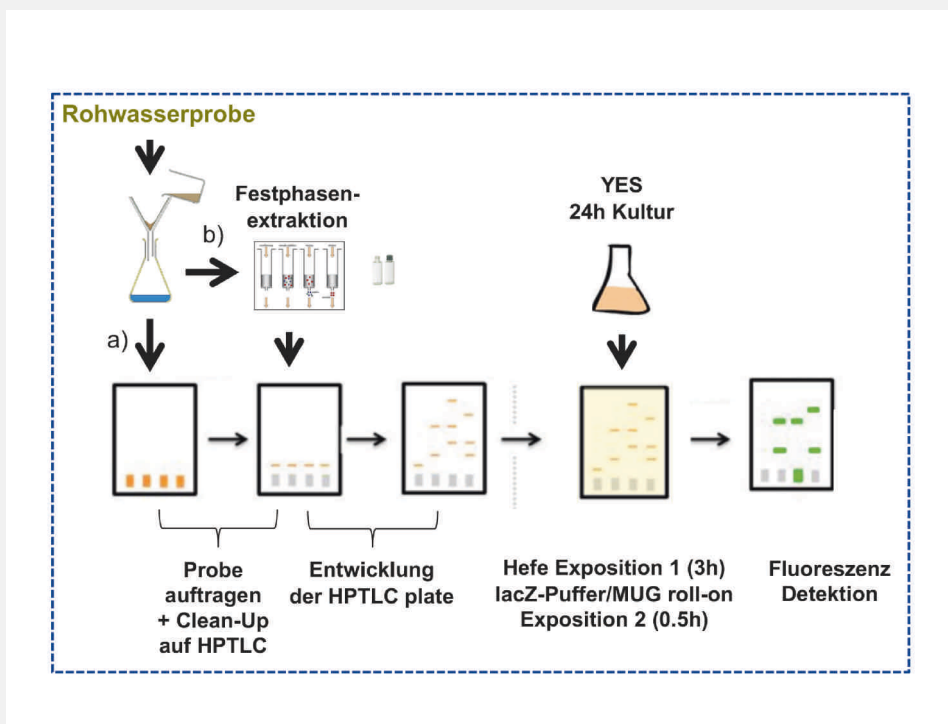 Rohwasserprobe
Festphasen-
extraktion
b)
YES
24h Kultur
a)
Probe
auftragen
+ Clean-Up
auf HPTLC
Entwicklung
der HPTLC plate
Hefe Exposition 1 (3h)
lacZ-Puffer/MUG roll-on
Exposition 2 (0.5h)
Fluoreszenz
Detektion